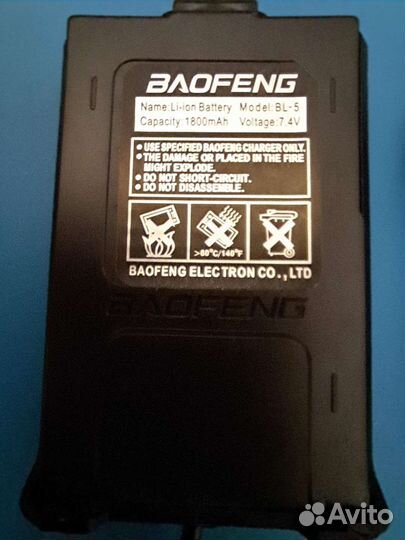 BAOFENG
Name:Li-ion Battery Model:BL-5
Capacity:1800mAh Voltage:7.4V
• USE SPECIFIED BAOFENG CHARGER ONLY.
• THE DAMAGE OR PLACED IN THE FIRE
MIGHT EXPLODE.
• DO NOT SHORT-CIRCUIT.
• DO NOT DISASSEMBLE.
>60°C/140°F
BAOFENG ELECTRON CO.,LTD
BAOFENG
Avito